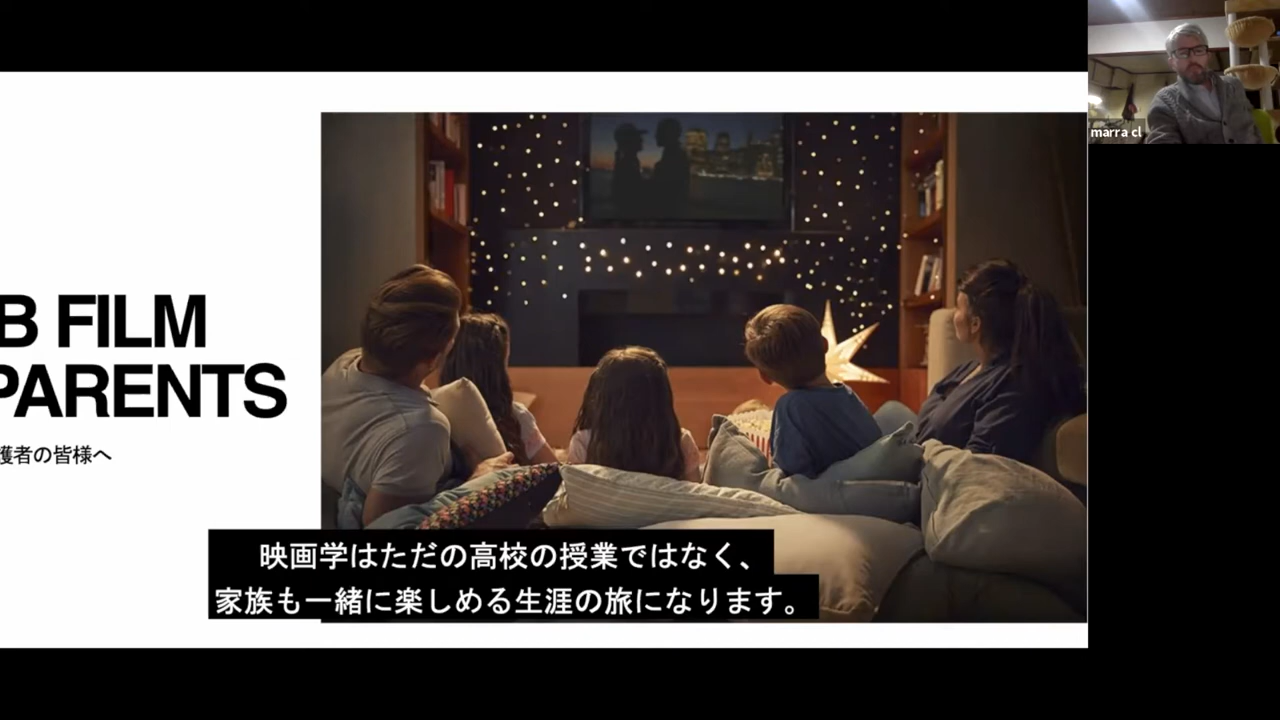 B FILM
PARENTS
護者の皆様へ
映画学はただの高校の授業ではなく、
家族も一緒に楽しめる生涯の旅になります。
marra cl